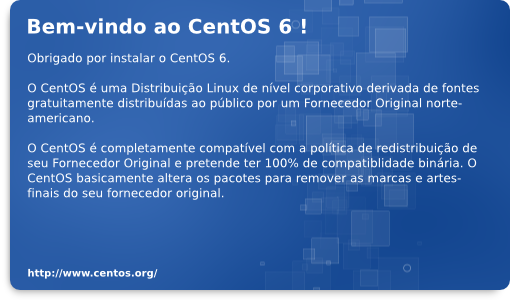 Bem-vindo ao CentOS 6 !
Obrigado por instalar o CentOS 6.
O CentOS é uma Distribuição Linux de nível corporativo derivada de fontes
gratuitamente distribuídas ao público por um Fornecedor Original norte-
americano.
O CentOS é completamente compatível com a política de redistribuição de
seu Fornecedor Original e pretende ter 100% de compatiblidade binária. O
CentOS basicamente altera os pacotes para remover as marcas e artes-
finais do seu fornecedor original.
http://www.centos.org/